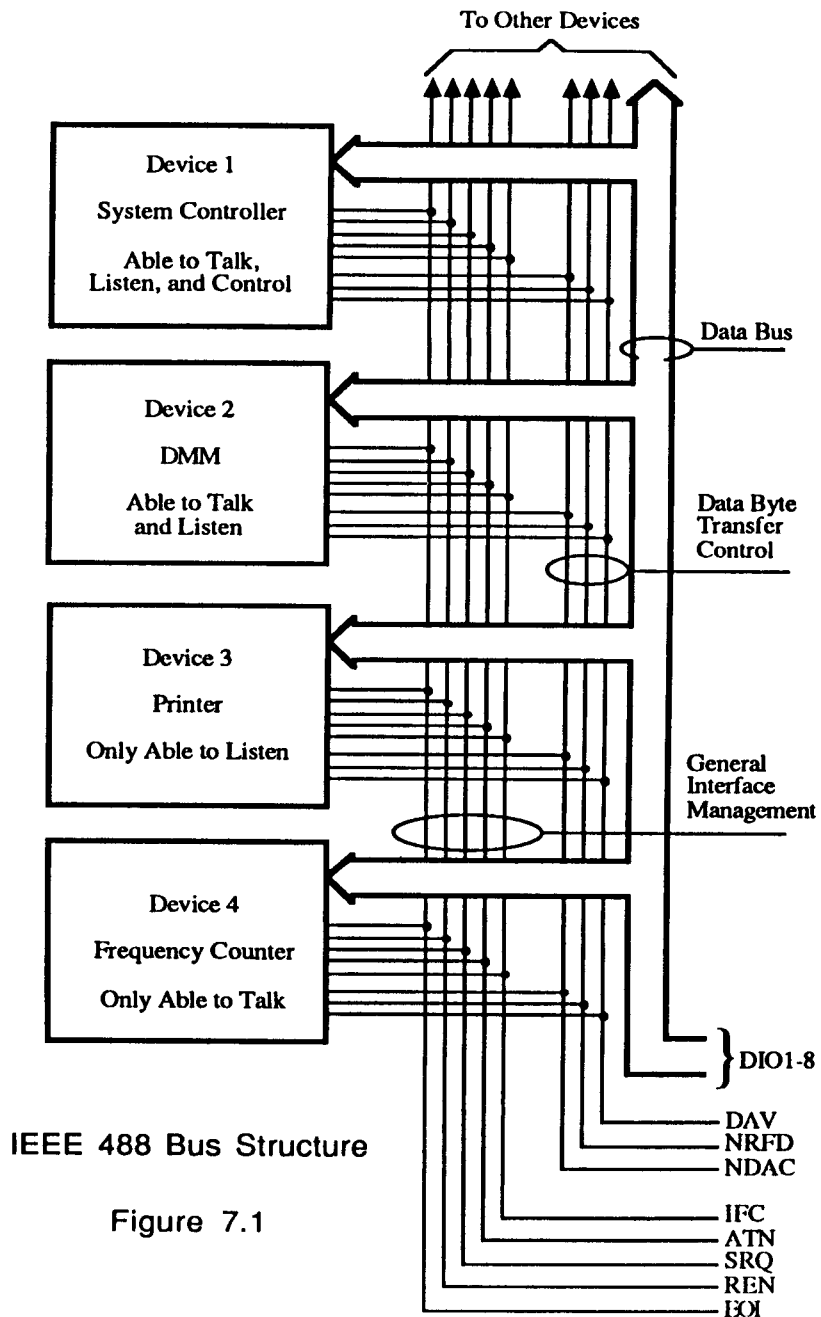 To Other Devices
Device 1
System Controller
Able to Talk,
Listen, and Control
Data Bus
Device 2
DMM
Able to Talk
and Listen
Data Byte
Transfer
Control
Device 3
Printer
Only Able to Listen
General
Interface
Management
Device 4
Frequency Counter
Only Able to Talk
DIO1-8
DAV
NRFD
NDAC
IFC
ATN
SRQ
REN
EOI
IEEE 488 Bus Structure
Figure 7.1